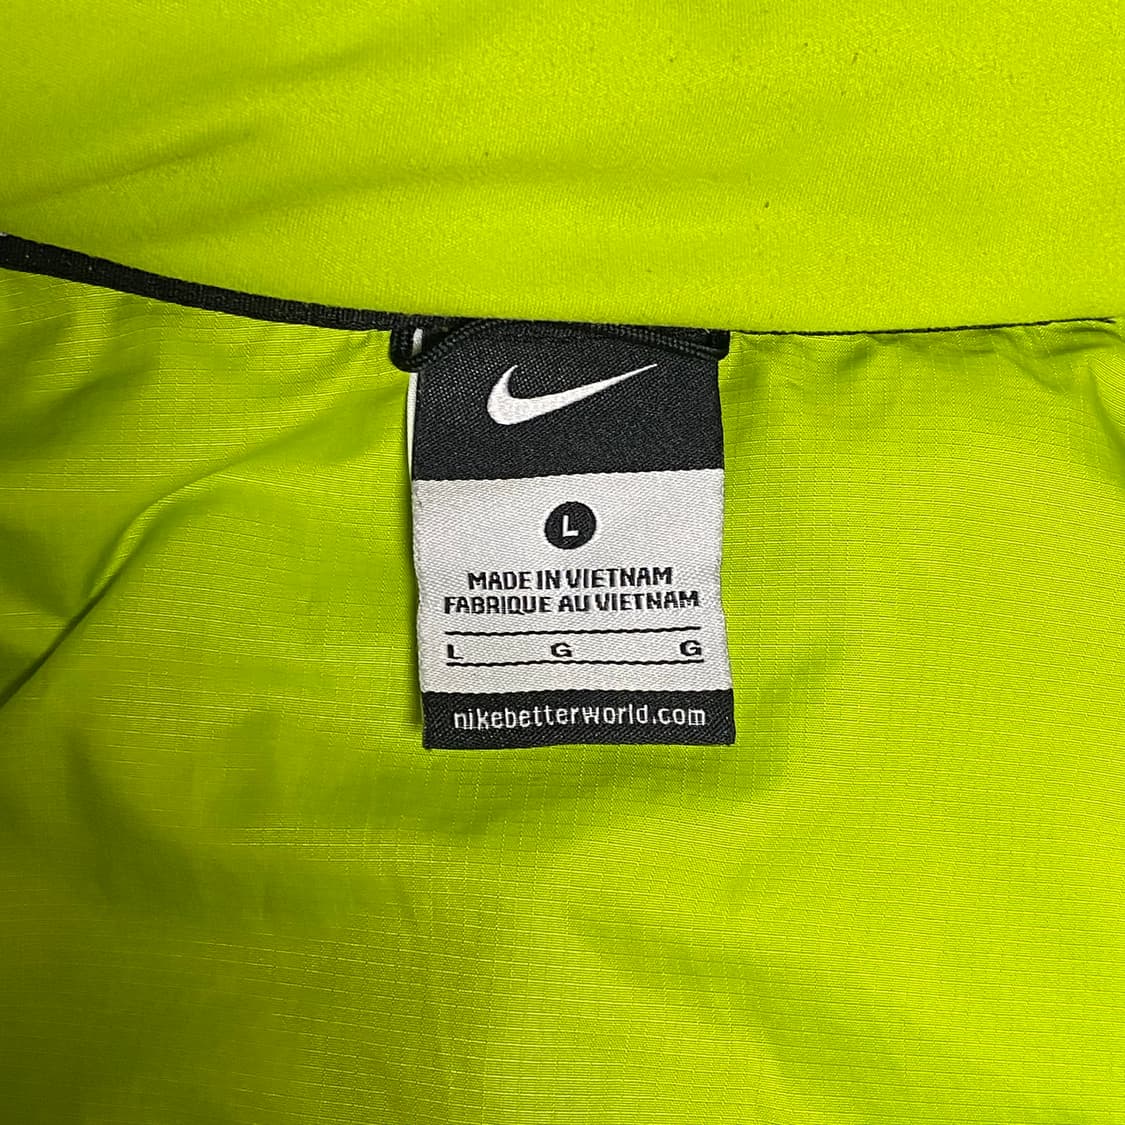 L
MADE IN VIETNAM
FABRIQUE AU VIETNAM
L G G
nikebetterworld.com